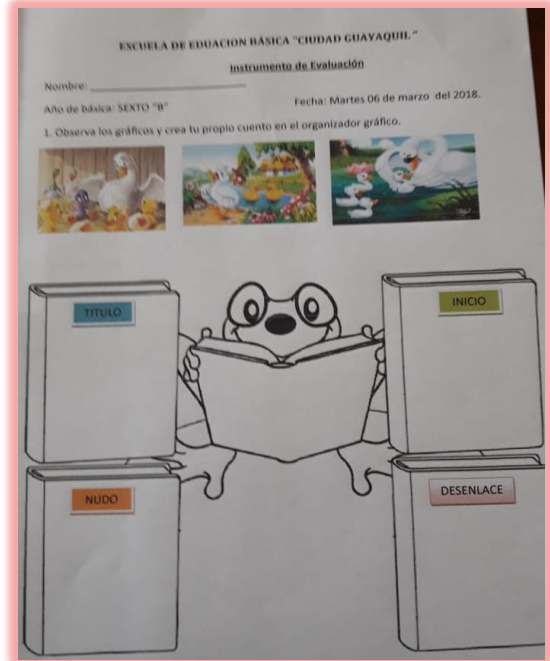 ESCUELA DE EDUACION BÁSICA "CIUDAD GUAYAQUIL"
Instrumento de Evaluación
Nombre:
Año de básica: SEXTO "B"
Fecha: Martes 06 de marzo del 2018.
1. Observa los gráficos y crea tu propio cuento en el organizador gráfico.
TITULO
INICIO
NUDO
DESENLACE